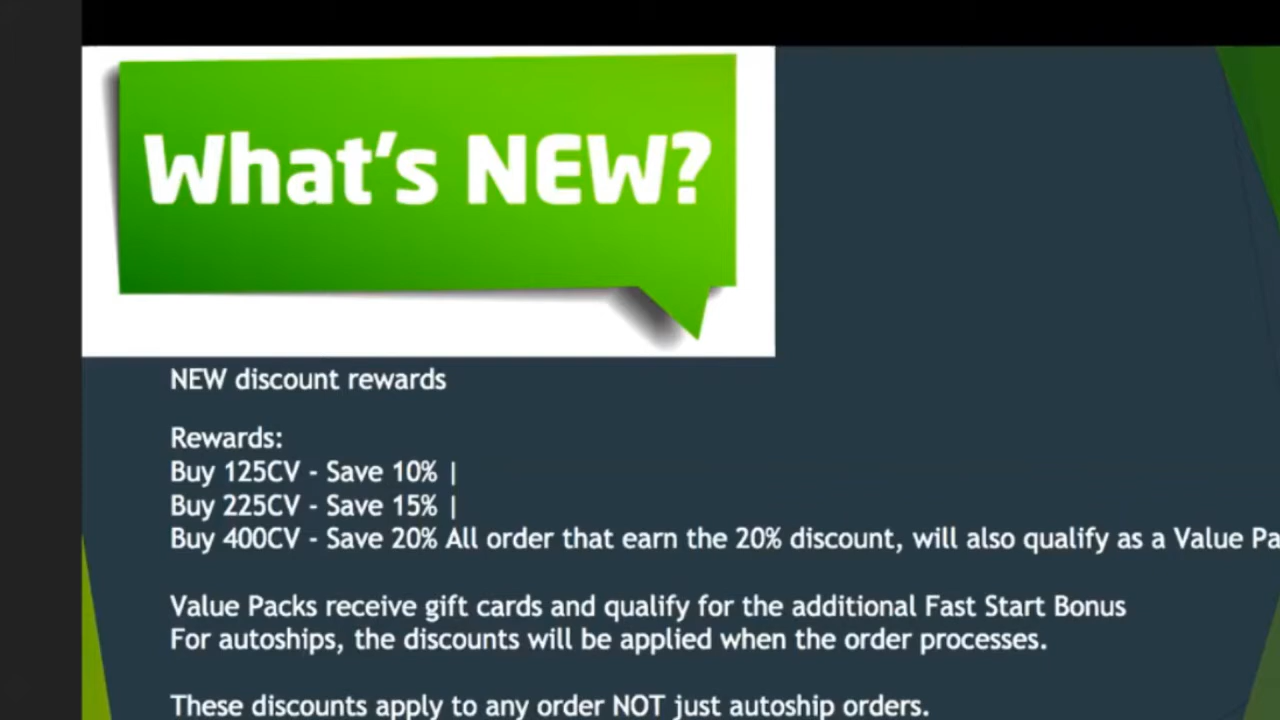 What's NEW?
NEW discount rewards
Rewards:
Buy 125CV - Save 10% |
Buy 225CV - Save 15% |
Buy 400CV - Save 20% All order that earn the 20% discount, will also qualify as a Value
Value Packs receive gift cards and qualify for the additional Fast Start Bonus
For autoships, the discounts will be applied when the order processes.
These discounts apply to any order NOT just autoship orders.